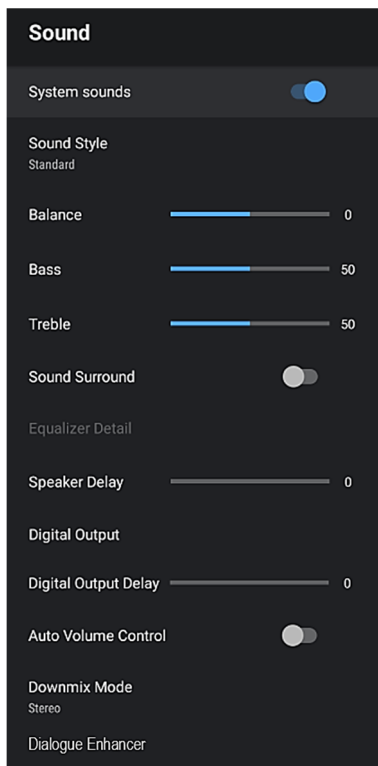 Sound
System sounds
Sound Style
Standard
Balance 0
Bass 50
Treble 50
Sound Surround
Equalizer Detail
Speaker Delay 0
Digital Output
Digital Output Delay 0
Auto Volume Control
Downmix Mode
Stereo
Dialogue Enhancer